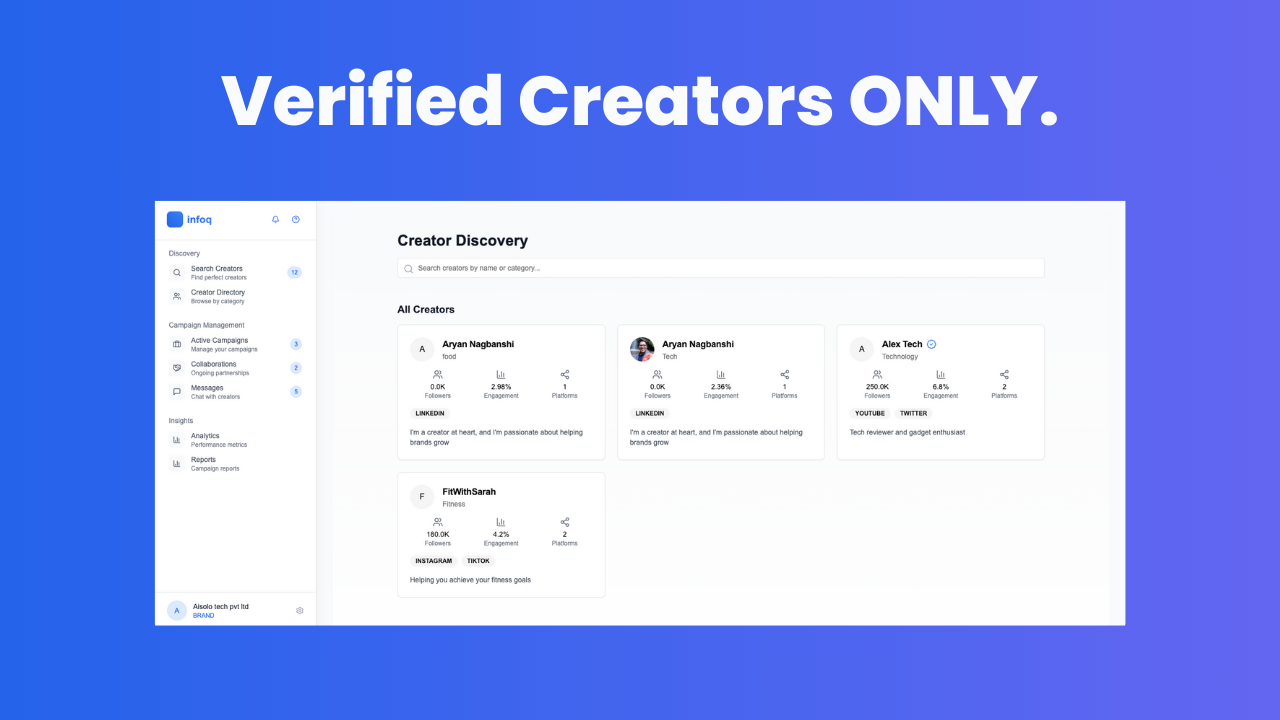 Verified Creators ONLY.
infoq
Discovery
Search Creators
Find perfect creators
12
Creator Directory
Browse by category
Campaign Management
Active Campaigns
Manage your campaigns
3
Collaborations
Ongoing partnerships
2
Messages
Chat with creators
5
Insights
Analytics
Performance metrics
Reports
Campaign reports
A
Aisolo tech pvt ltd
BRAND
Creator Discovery
Search creators by name or category...
All Creators
A
Aryan Nagbanshi
food
0.0K 2.98% 1
Followers Engagement Platforms
LINKEDIN
I'm a creator at heart, and I'm passionate about helping
brands grow
Aryan Nagbanshi
Tech
0.0K 2.36% 1
Followers Engagement Platforms
LINKEDIN
I'm a creator at heart, and I'm passionate about helping
brands grow
A
Alex Tech
Technology
250.0K 6.8% 2
Followers Engagement Platforms
YOUTUBE TWITTER
Tech reviewer and gadget enthusiast
F
FitWithSarah
Fitness
180.0K 4.2% 2
Followers Engagement Platforms
INSTAGRAM TIKTOK
Helping you achieve your fitness goals